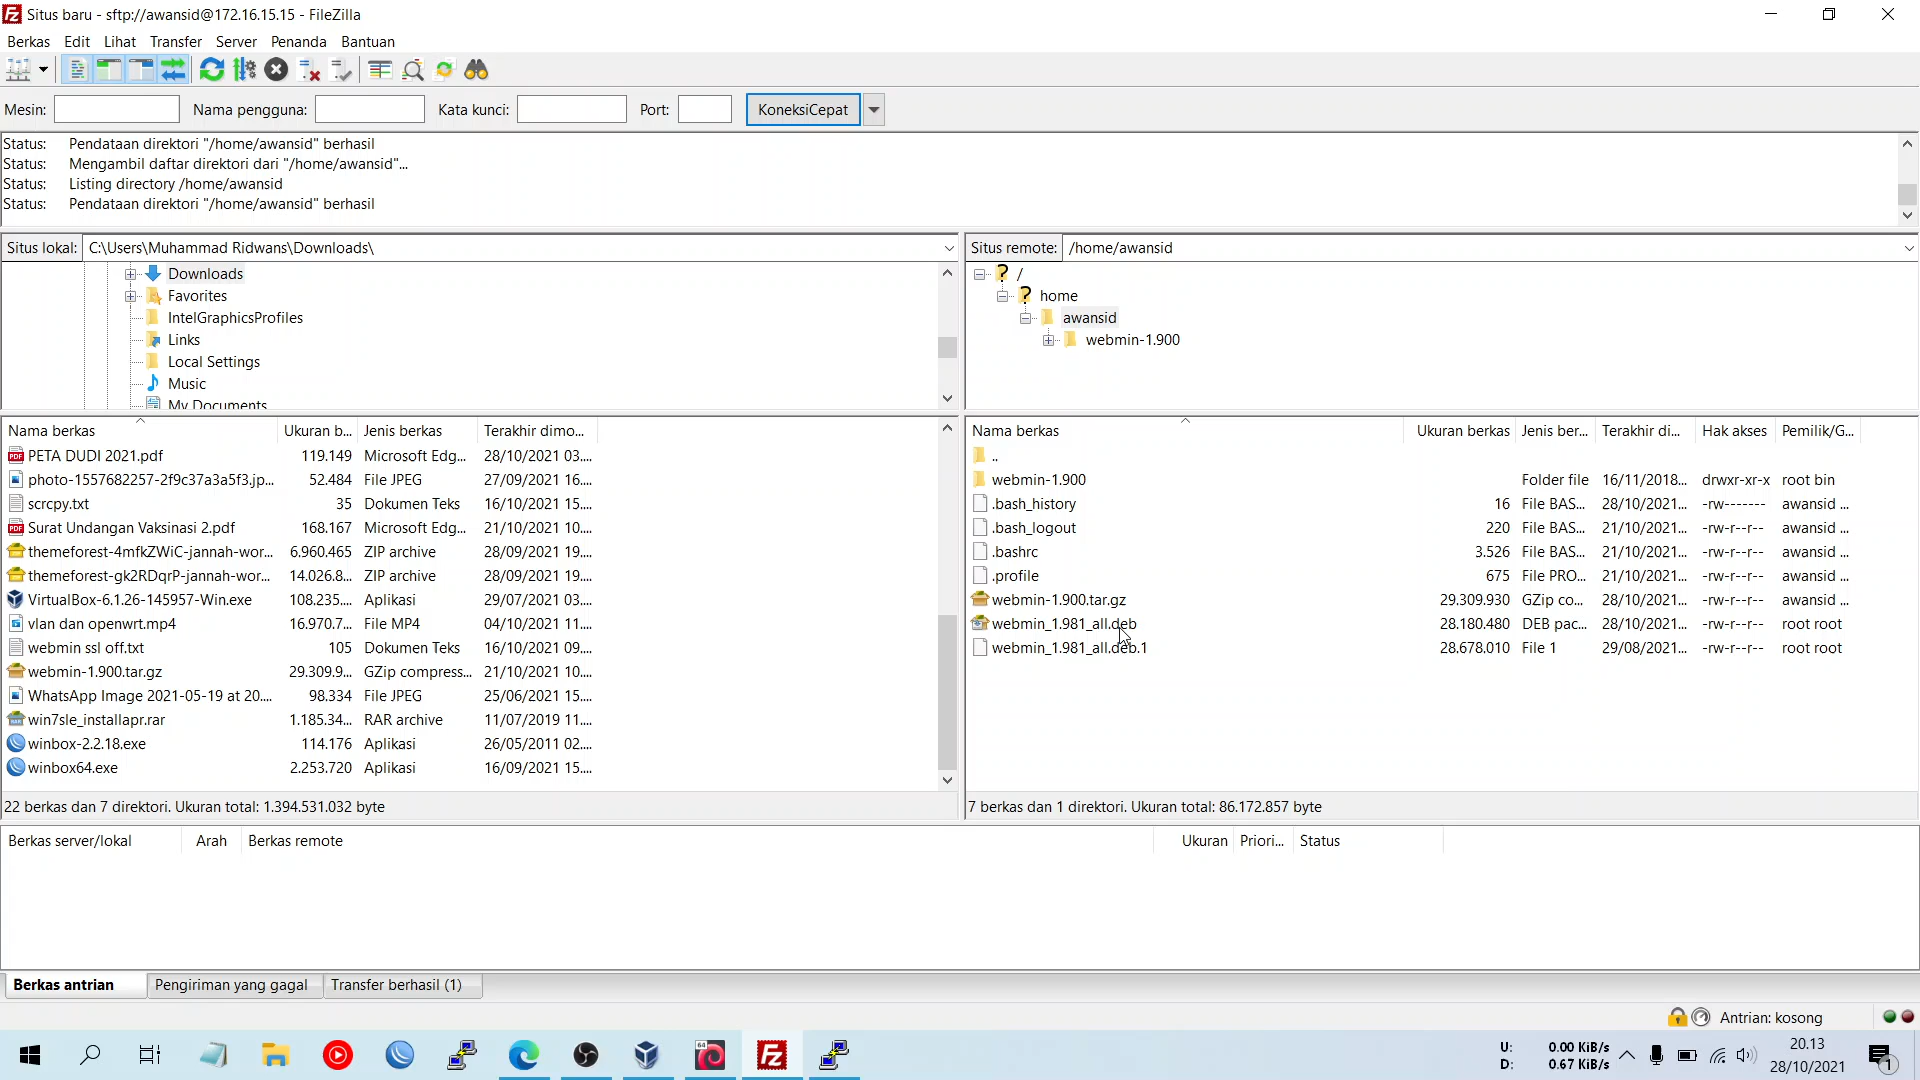 Situs baru - sftp://awansid@172.16.15.15 - FileZilla
Berkas Edit Lihat Transfer Server Penanda Bantuan
Mesin: Nama pengguna: Kata kunci: Port: KoneksiCepat
Status: Pendataan direktori "/home/awansid" berhasil
Status: Mengambil daftar direktori dari "/home/awansid"...
Status: Listing directory /home/awansid
Status: Pendataan direktori "/home/awansid" berhasil
Situs lokal: C:\Users\Muhammad Ridwans\Downloads\
Downloads
Favorites
IntelGraphicsProfiles
Links
Local Settings
Music
My Documents
Situs remote: /home/awansid
/
home
awansid
webmin-1.900
Nama berkas Ukuran b... Jenis berkas Terakhir dimo...
PETA DUDI 2021.pdf 119.149 Microsoft Edg... 28/10/2021 03....
photo-1557682257-2f9c37a3a5f3.jp... 52.484 File JPEG 27/09/2021 16....
scrcpy.txt 35 Dokumen Teks 16/10/2021 15....
Surat Undangan Vaksinasi 2.pdf 168.167 Microsoft Edg... 21/10/2021 10....
themeforest-4mfkZWiC-jannah-wor... 6.960.465 ZIP archive 28/09/2021 19....
themeforest-gk2RDqrP-jannah-wor... 14.026.8... ZIP archive 28/09/2021 19....
VirtualBox-6.1.26-145957-Win.exe 108.235.... Aplikasi 29/07/2021 03....
vlan dan openwrt.mp4 16.970.7... File MP4 04/10/2021 11....
webmin ssl off.txt 105 Dokumen Teks 16/10/2021 09....
webmin-1.900.tar.gz 29.309.9... GZip compress... 21/10/2021 10....
WhatsApp Image 2021-05-19 at 20.... 98.334 File JPEG 25/06/2021 15....
win7sle_installapr.rar 1.185.34... RAR archive 11/07/2019 11....
winbox-2.2.18.exe 114.176 Aplikasi 26/05/2011 02....
winbox64.exe 2.253.720 Aplikasi 16/09/2021 15....
22 berkas dan 7 direktori. Ukuran total: 1.394.531.032 byte
Nama berkas Ukuran berkas Jenis ber... Terakhir di... Hak akses Pemilik/G...
..
webmin-1.900 Folder file 16/11/2018... drwxr-xr-x root bin
.bash_history 16 File BAS... 28/10/2021... -rw------- awansid ...
.bash_logout 220 File BAS... 21/10/2021... -rw-r--r-- awansid ...
.bashrc 3.526 File BAS... 21/10/2021... -rw-r--r-- awansid ...
.profile 675 File PRO... 21/10/2021... -rw-r--r-- awansid ...
webmin-1.900.tar.gz 29.309.930 GZip co... 28/10/2021... -rw-r--r-- awansid ...
webmin_1.981_all.deb 28.180.480 DEB pac... 28/10/2021... -rw-r--r-- root root
webmin_1.981_all.deb.1 28.678.010 File 1 29/08/2021... -rw-r--r-- root root
7 berkas dan 1 direktori. Ukuran total: 86.172.857 byte
Berkas server/lokal Arah Berkas remote Ukuran Priori... Status
Berkas antrian Pengiriman yang gagal Transfer berhasil (1)
Antrian: kosong
U: 0.00 KiB/s
D: 0.67 KiB/s
20.13
28/10/2021
1